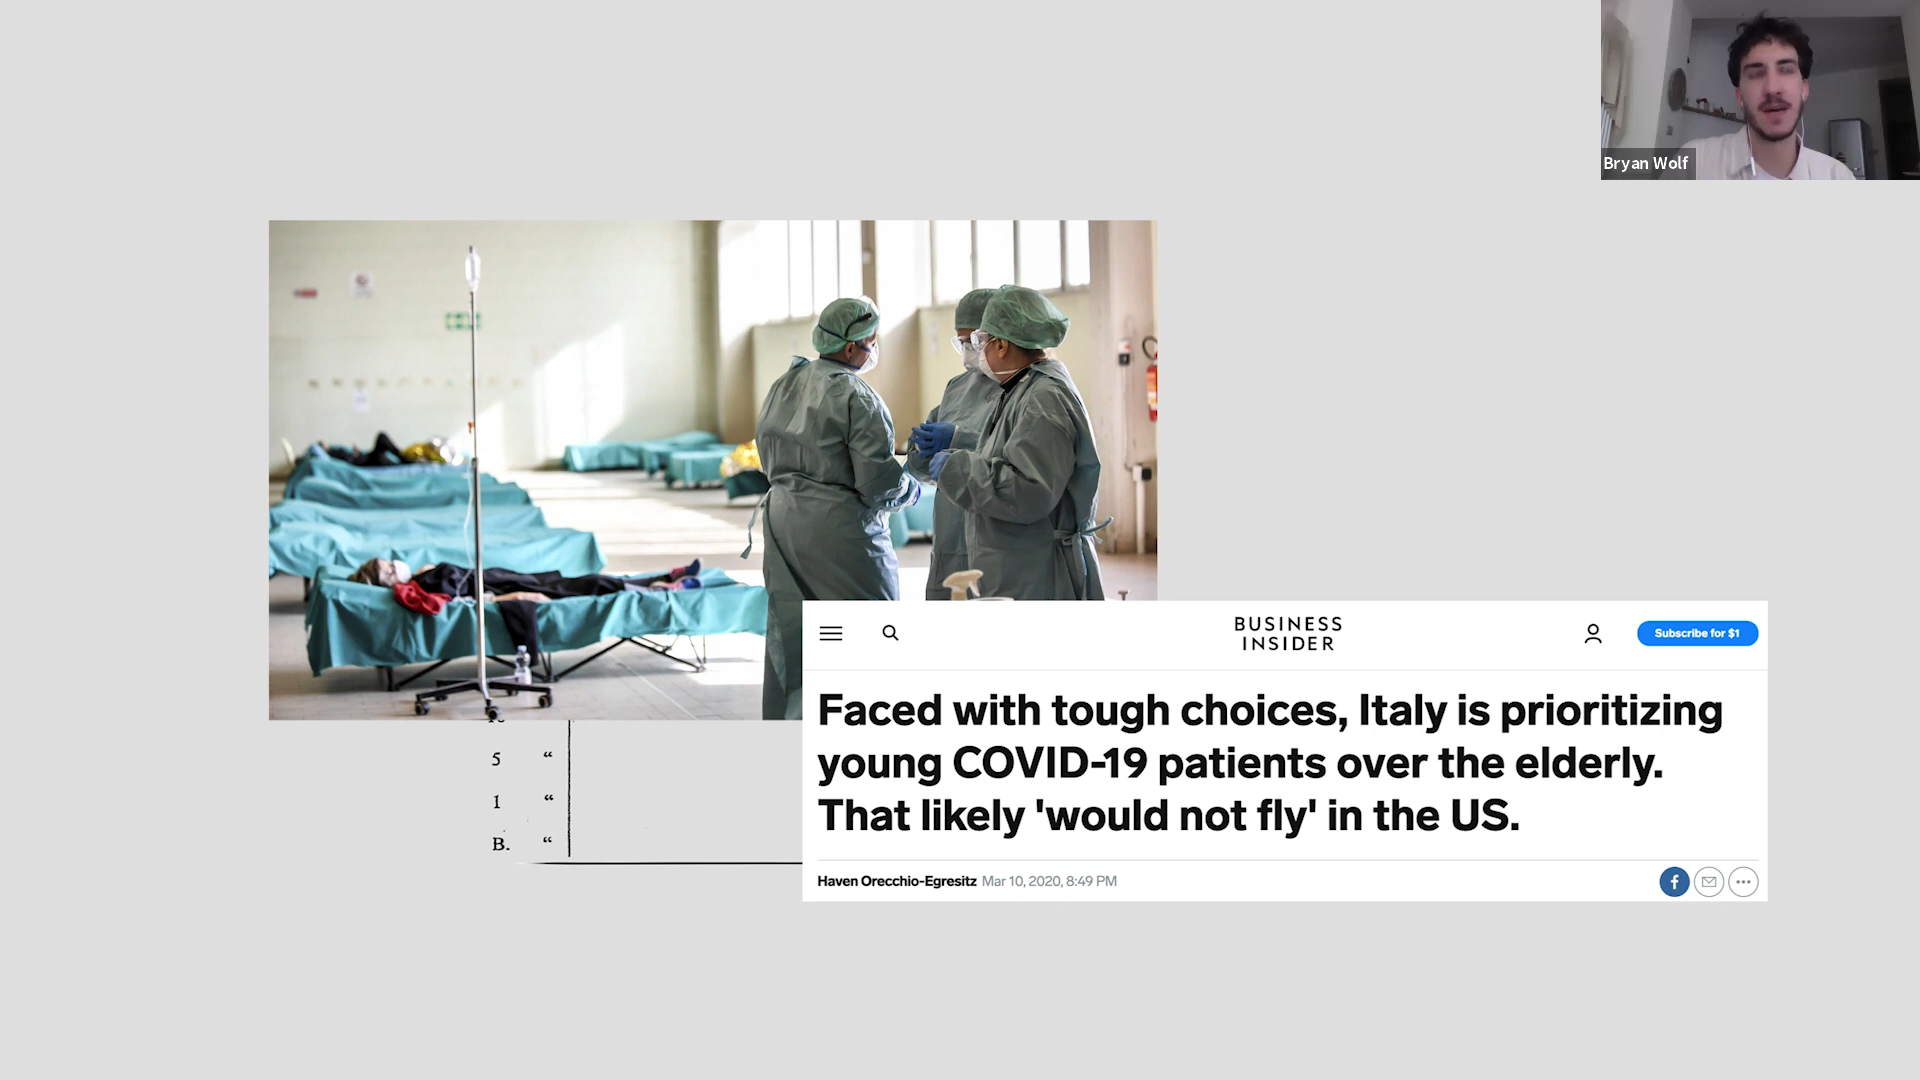 Bryan Wolf
5 “
1 “
B. “
BUSINESS
INSIDER
Subscribe for $1
Faced with tough choices, Italy is prioritizing
young COVID-19 patients over the elderly.
That likely 'would not fly' in the US.
Haven Orecchio-Egresitz Mar 10, 2020, 8:49 PM